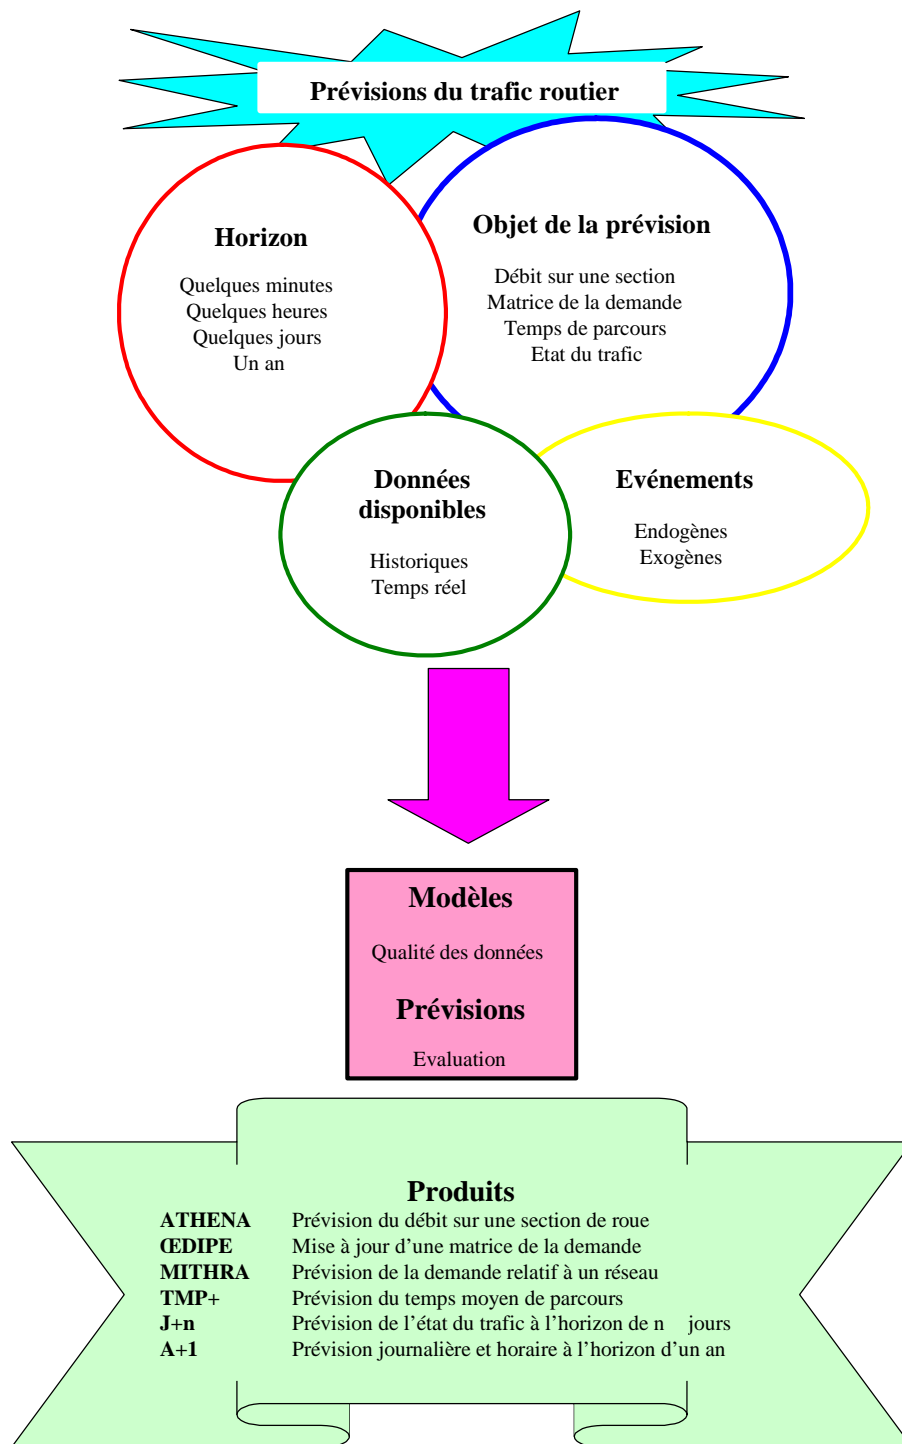 Prévisions du trafic routier
Horizon
Quelques minutes
Quelques heures
Quelques jours
Un an
Objet de la prévision
Débit sur une section
Matrice de la demande
Temps de parcours
Etat du trafic
Données
disponibles
Historiques
Temps réel
Evénements
Endogènes
Exogènes
Modèles
Qualité des données
Prévisions
Evaluation
Produits
ATHENA Prévision du débit sur une section de roue
ŒDIPE Mise à jour d’une matrice de la demande
MITHRA Prévision de la demande relatif à un réseau
TMP+ Prévision du temps moyen de parcours
J+n Prévision de l’état du trafic à l’horizon de n jours
A+1 Prévision journalière et horaire à l’horizon d’un an